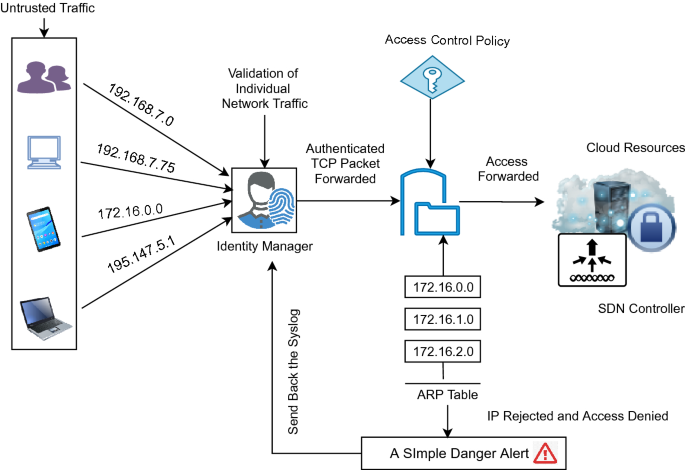 Untrusted Traffic
Access Control Policy
Validation of
Individual
Network Traffic
192.168.7.0
192.168.7.75
172.16.0.0
195.147.5.1
Identity Manager
Authenticated
TCP Packet
Forwarded
Access
Forwarded
Cloud Resources
SDN Controller
172.16.0.0
172.16.1.0
172.16.2.0
ARP Table
Send Back the Syslog
IP Rejected and Access Denied
A SImple Danger Alert